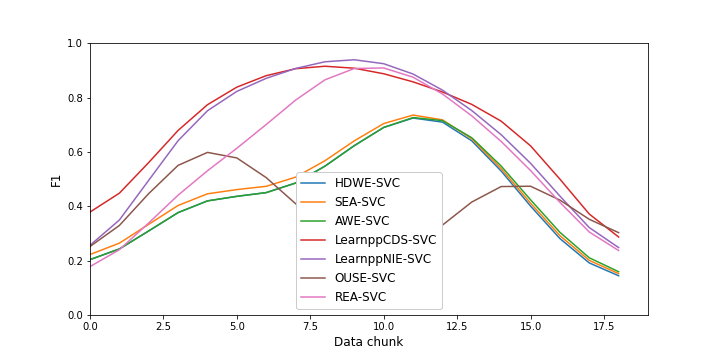 1.0
0.8
0.6
0.4
0.2
0.0
F1
HDWE-SVC
SEA-SVC
AWE-SVC
LearnppCDS-SVC
LearnppNIE-SVC
OUSE-SVC
REA-SVC
0.0 2.5 5.0 7.5 10.0 12.5 15.0 17.5
Data chunk